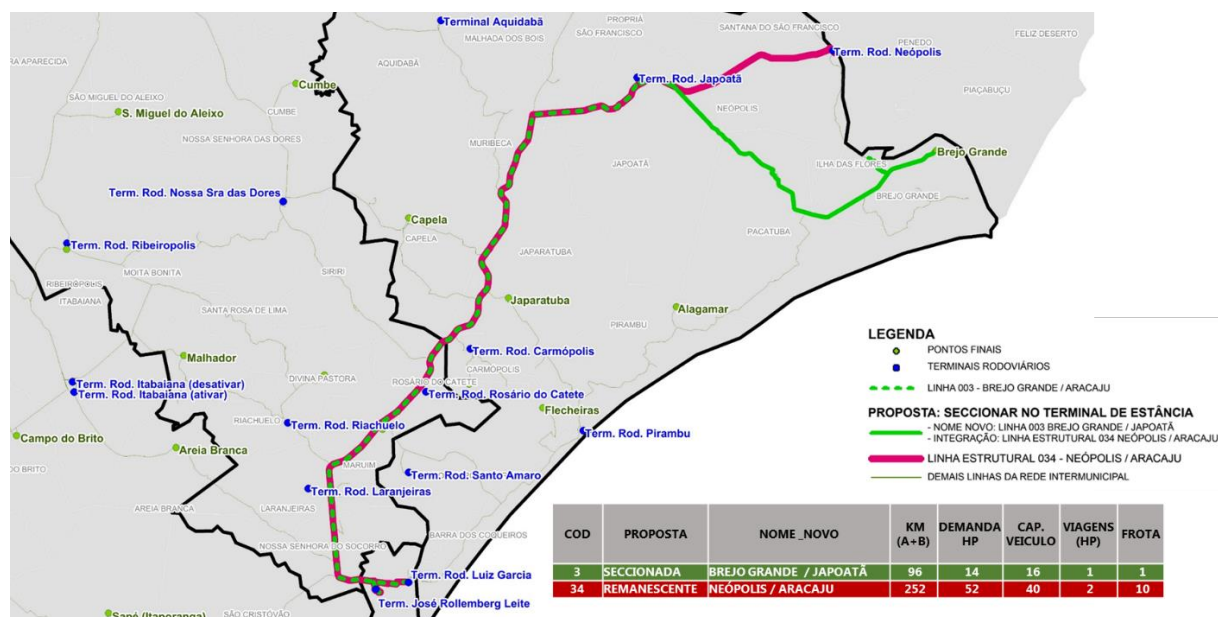 PROPRIÁ
SANTANA DO SÃO FRANCISCO
Terminal Aquidabã
SÃO FRANCISCO
MALHADA DOS BOIS
PENEDO
FELIZ DESERTO
Term. Rod. Neópolis
AQUIDABÃ
Term. Rod. Japoatã
Cumbe
PIAÇABUÇU
SÃO MIGUEL DO ALEIXO
S. Miguel do Aleixo
CUMBE
NEÓPOLIS
NOSSA SENHORA DAS DORES
MURIBECA
JAPOATÃ
ILHA DAS FLORES
Brejo Grande
Term. Rod. Nossa Sra das Dores
BREJO GRANDE
Capela
CAPELA
PACATUBA
Term. Rod. Ribeiropolis
JAPARATUBA
MOITA BONITA
SIRIRI
RIBEIRÓPOLIS
ITABAIANA
Japaratuba
Alagamar
SANTA ROSA DE LIMA
PIRAMBU
Malhador
Term. Rod. Carmópolis
CARMÓPOLIS
DIVINA PASTORA
Term. Rod. Itabaiana (desativar)
Term. Rod. Itabaiana (ativar)
ROSÁRIO DO CATETE
Term. Rod. Rosário do Catete
Flecheiras
RIACHUELO
Term. Rod. Riachuelo
Term. Rod. Pirambu
Campo do Brito
Areia Branca
MARUIM
Term. Rod. Santo Amaro
Term. Rod. Laranjeiras
AREIA BRANCA
LARANJEIRAS
BARRA DOS COQUEIROS
NOSSA SENHORA DO SOCORRO
Term. Rod. Luiz Garcia
Term. José Rollemberg Leite
SÃO CRISTÓVÃO
LEGENDA
PONTOS FINAIS
TERMINAIS RODOVIÁRIOS
LINHA 003 - BREJO GRANDE / ARACAJU
PROPOSTA: SECCIONAR NO TERMINAL DE ESTÂNCIA
- NOME NOVO: LINHA 003 BREJO GRANDE / JAPOATÃ
- INTEGRAÇÃO: LINHA ESTRUTURAL 034 NEÓPOLIS / ARACAJU
LINHA ESTRUTURAL 034 - NEÓPOLIS / ARACAJU
DEMAIS LINHAS DA REDE INTERMUNICIPAL
COD PROPOSTA NOME _NOVO KM (A+B) DEMANDA HP CAP. VEICULO VIAGENS (HP) FROTA
3 SECCIONADA BREJO GRANDE / JAPOATÃ 96 14 16 1 1
34 REMANESCENTE NEÓPOLIS / ARACAJU 252 52 40 2 10